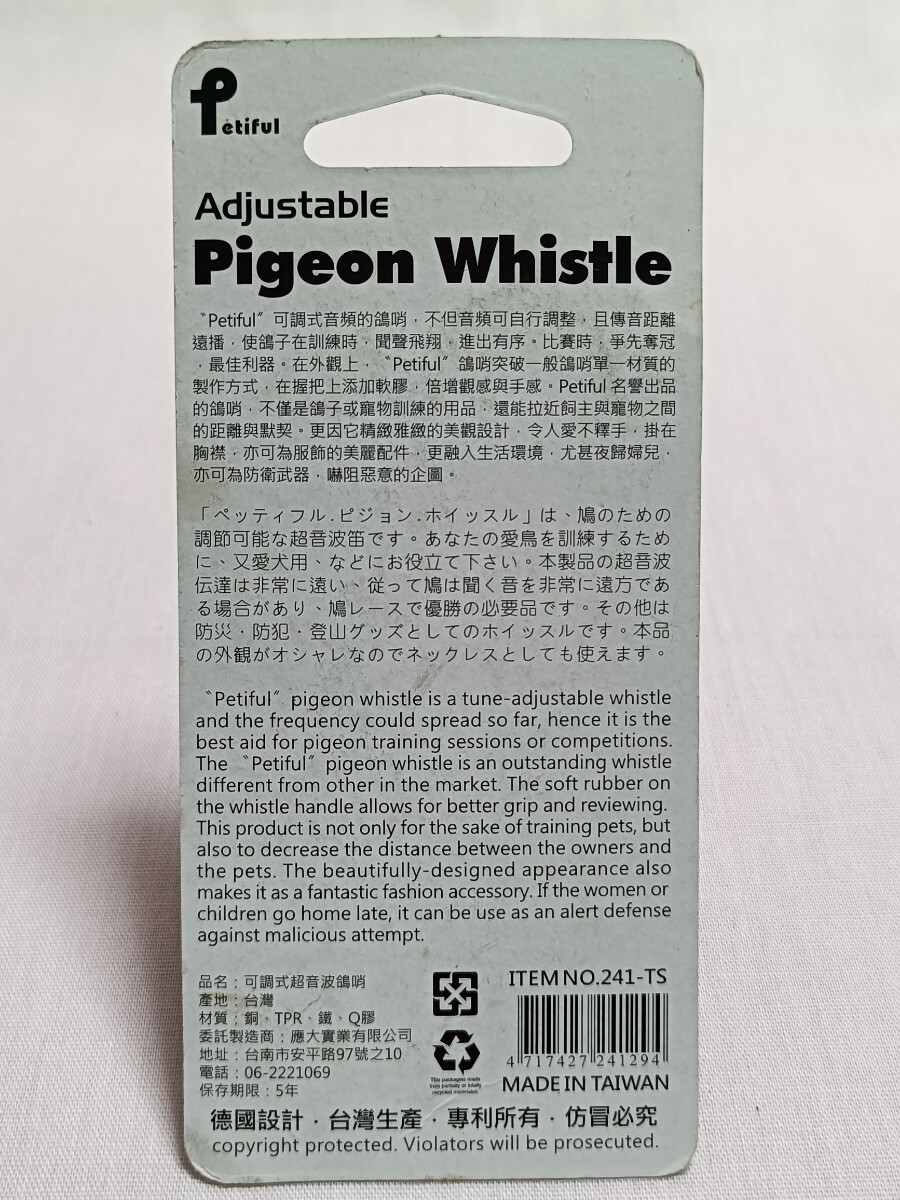 Petiful
Adjustable
Pigeon Whistle
〝Petiful〞可調式音頻的鴿哨，不但音頻可自行調整，且傳音距離
遠播，使鴿子在訓練時，聞聲飛翔，進出有序。比賽時，爭先奪冠
，最佳利器。在外觀上，〝Petiful〞鴿哨突破一般鴿哨單一材質的
製作方式，在握把上添加軟膠，倍增觀感與手感。Petiful 名譽出品
的鴿哨，不僅是鴿子或寵物訓練的用品，還能拉近飼主與寵物之間
的距離與默契。更因它精緻雅緻的美觀設計，令人愛不釋手，掛在
胸襟，亦可為服飾的美麗配件，更融入生活環境，尤甚夜歸婦兒，
亦可為防衛武器，嚇阻惡意的企圖。
「ペッティフル.ピジョン.ホイッスル」は、鳩のための
調節可能な超音波笛です。あなたの愛鳥を訓練するため
に、又愛犬用、などにお役立て下さい。本製品の超音波
伝達は非常に遠い、従って鳩は聞く音を非常に遠方であ
る場合があり、鳩レースで優勝の必要品です。その他は
防災・防犯・登山グッズとしてのホイッスルです。本品
の外観がオシャレなのでネックレスとしても使えます。
〝Petiful〞pigeon whistle is a tune-adjustable whistle
and the frequency could spread so far, hence it is the
best aid for pigeon training sessions or competitions.
The 〝Petiful〞pigeon whistle is an outstanding whistle
different from other in the market. The soft rubber on
the whistle handle allows for better grip and reviewing.
This product is not only for the sake of training pets, but
also to decrease the distance between the owners and
the pets. The beautifully-designed appearance also
makes it as a fantastic fashion accessory. If the women or
children go home late, it can be use as an alert defense
against malicious attempt.
品名：可調式超音波鴿哨
產地：台灣
材質：銅、TPR、鐵、Q膠
委託製造商：應大實業有限公司
地址：台南市安平路97號之10
電話：06-2221069
保存期限：5年
This packageis made
from partially or totally
recycled materials.
ITEM NO.241-TS
4 717427 241294
MADE IN TAIWAN
德國設計．台灣生產．專利所有．仿冒必究
copyright protected. Violators will be prosecuted.